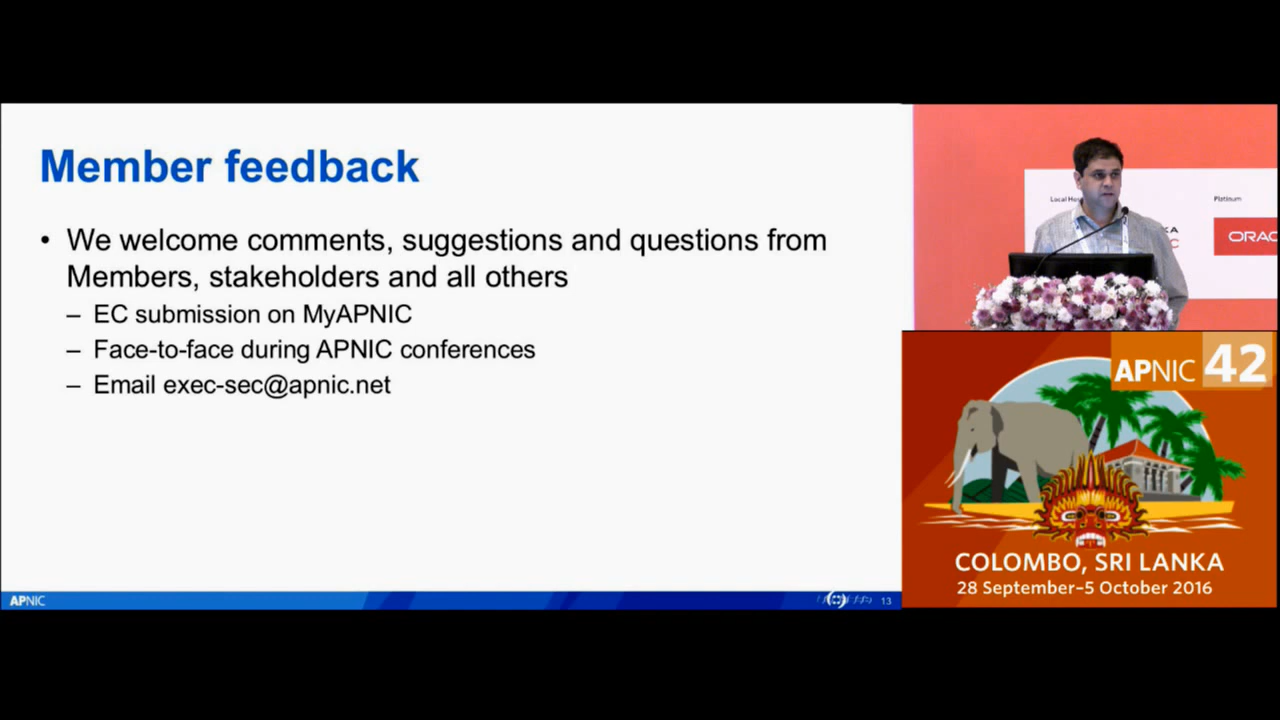 Member feedback
• We welcome comments, suggestions and questions from
Members, stakeholders and all others
– EC submission on MyAPNIC
– Face-to-face during APNIC conferences
– Email exec-sec@apnic.net
APNIC
13
Local
Platinum
APNIC 42
COLOMBO, SRI LANKA
28 September–5 October 2016